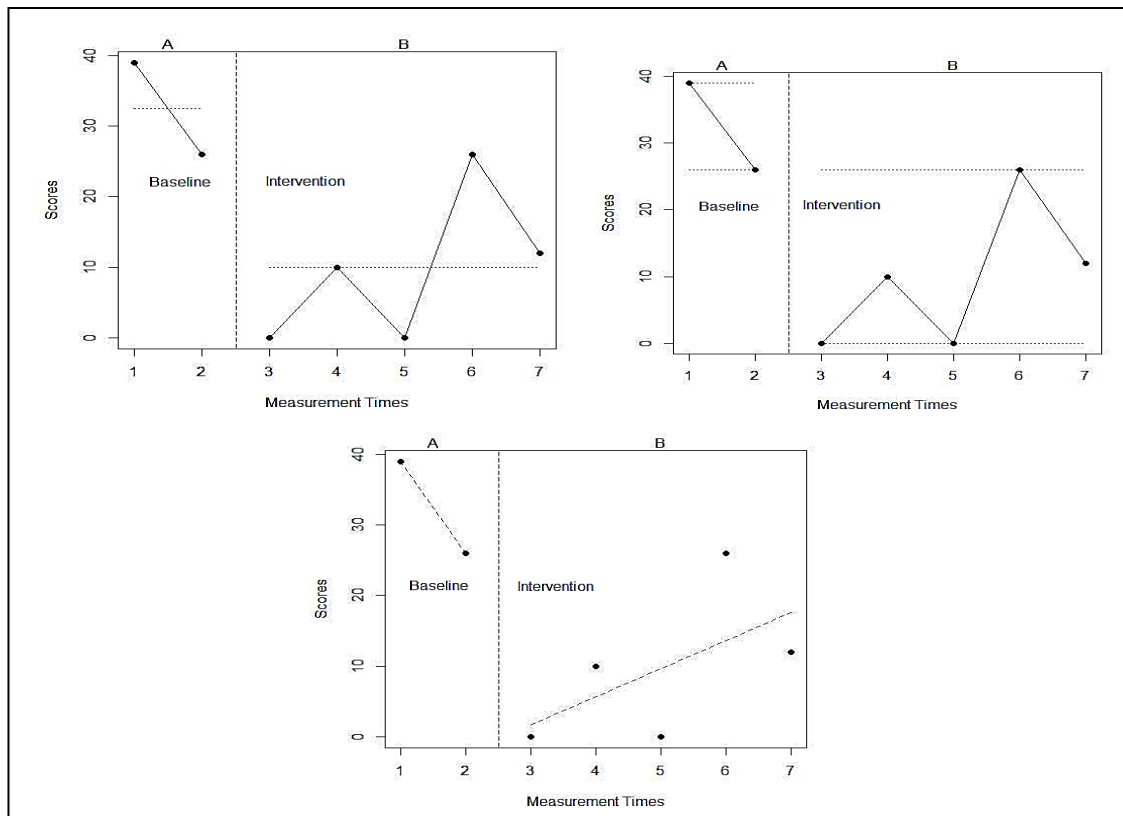 A B
40
30
20
10
0
Scores
Baseline Intervention
1 2 3 4 5 6 7
Measurement Times
A B
40
30
20
10
0
Scores
Baseline Intervention
1 2 3 4 5 6 7
Measurement Times
A B
40
30
20
10
0
Scores
Baseline Intervention
1 2 3 4 5 6 7
Measurement Times